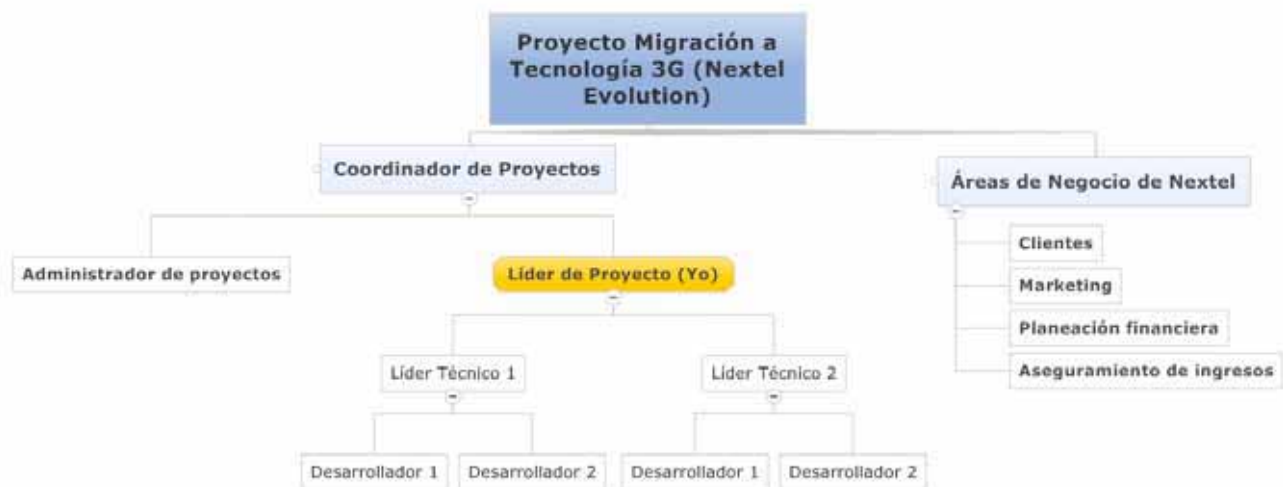 Proyecto Migración a
Tecnología 3G (Nextel
Evolution)
Coordinador de Proyectos
Áreas de Negocio de Nextel
Administrador de proyectos
Líder de Proyecto (Yo)
Clientes
Marketing
Planeación financiera
Aseguramiento de ingresos
Líder Técnico 1
Líder Técnico 2
Desarrollador 1
Desarrollador 2
Desarrollador 1
Desarrollador 2